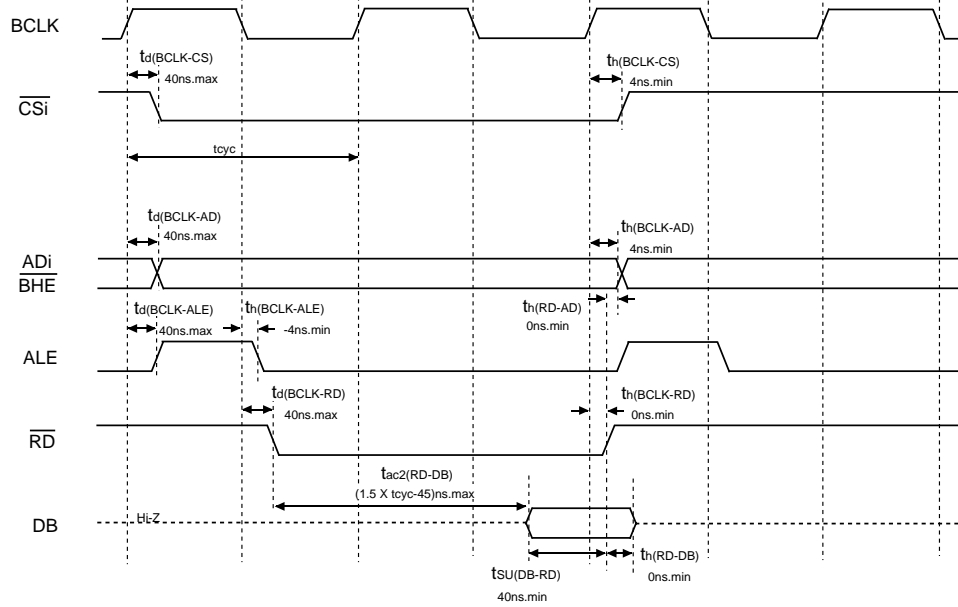 BCLK
td(BCLK-CS)
40ns.max
th(BCLK-CS)
4ns.min
CSi
tcyc
td(BCLK-AD)
40ns.max
th(BCLK-AD)
4ns.min
ADi
BHE
td(BCLK-ALE)
40ns.max
th(BCLK-ALE)
-4ns.min
th(RD-AD)
0ns.min
ALE
td(BCLK-RD)
40ns.max
th(BCLK-RD)
0ns.min
RD
tac2(RD-DB)
(1.5 X tcyc-45)ns.max
DB
Hi-Z
tSU(DB-RD)
40ns.min
th(RD-DB)
0ns.min